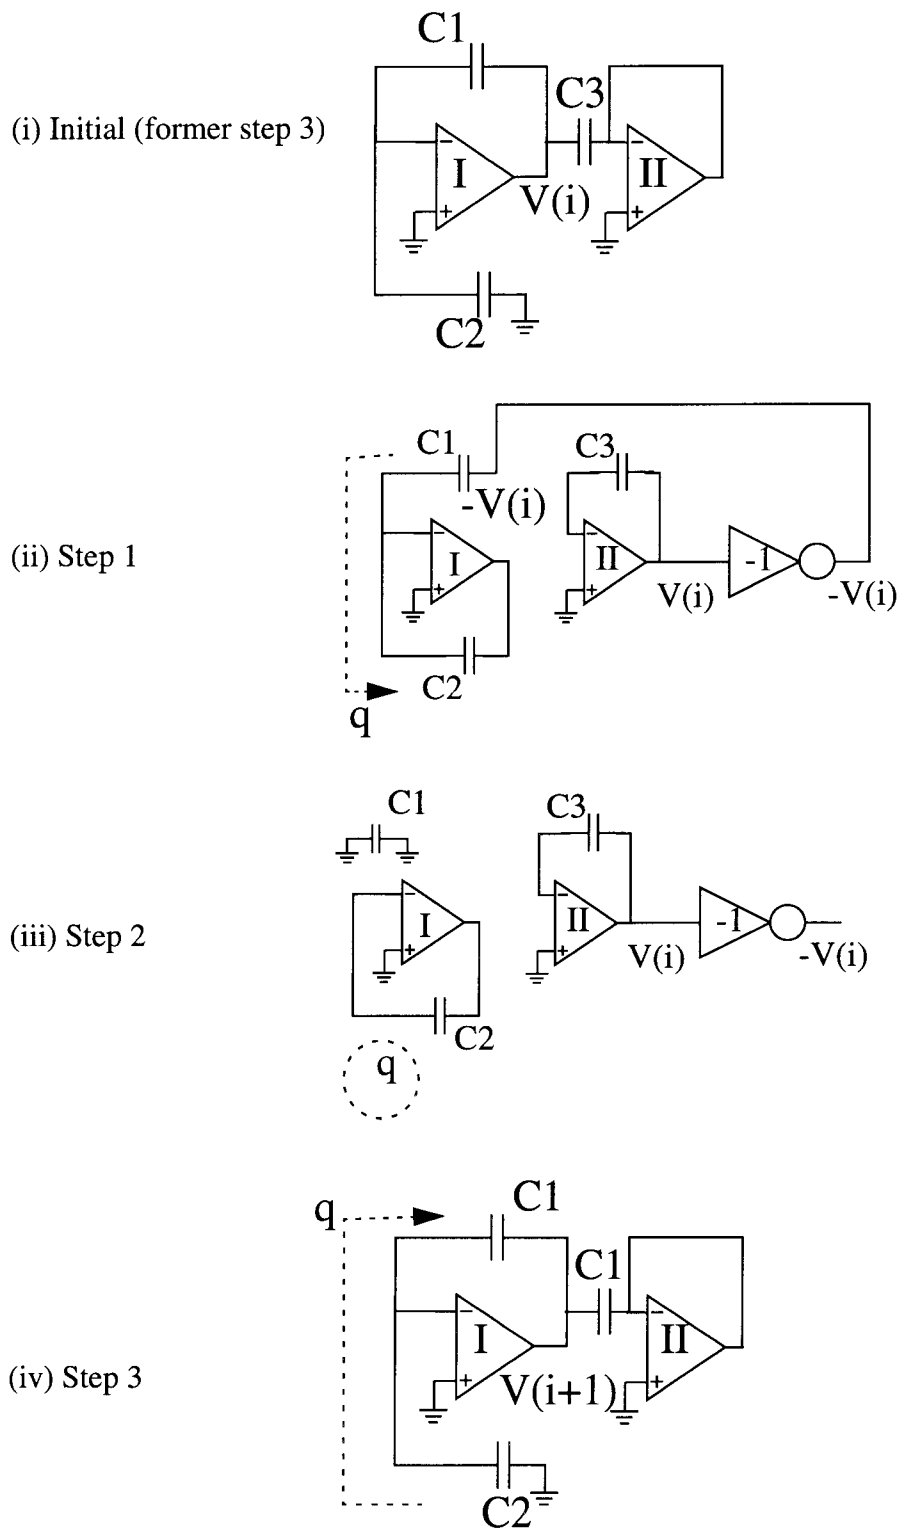 C1
(i) Initial (former step 3)
C3
- -
I II
V(i)
+ +
C2
C1 C3
-V(i)
- -
(ii) Step 1
I II -1
+ +
V(i) -V(i)
C2
q
C1 C3
- -
(iii) Step 2
I II -1
+ +
V(i) -V(i)
C2
q
q C1
C1
- -
I II
(iv) Step 3
V(i+1)
+ +
C2